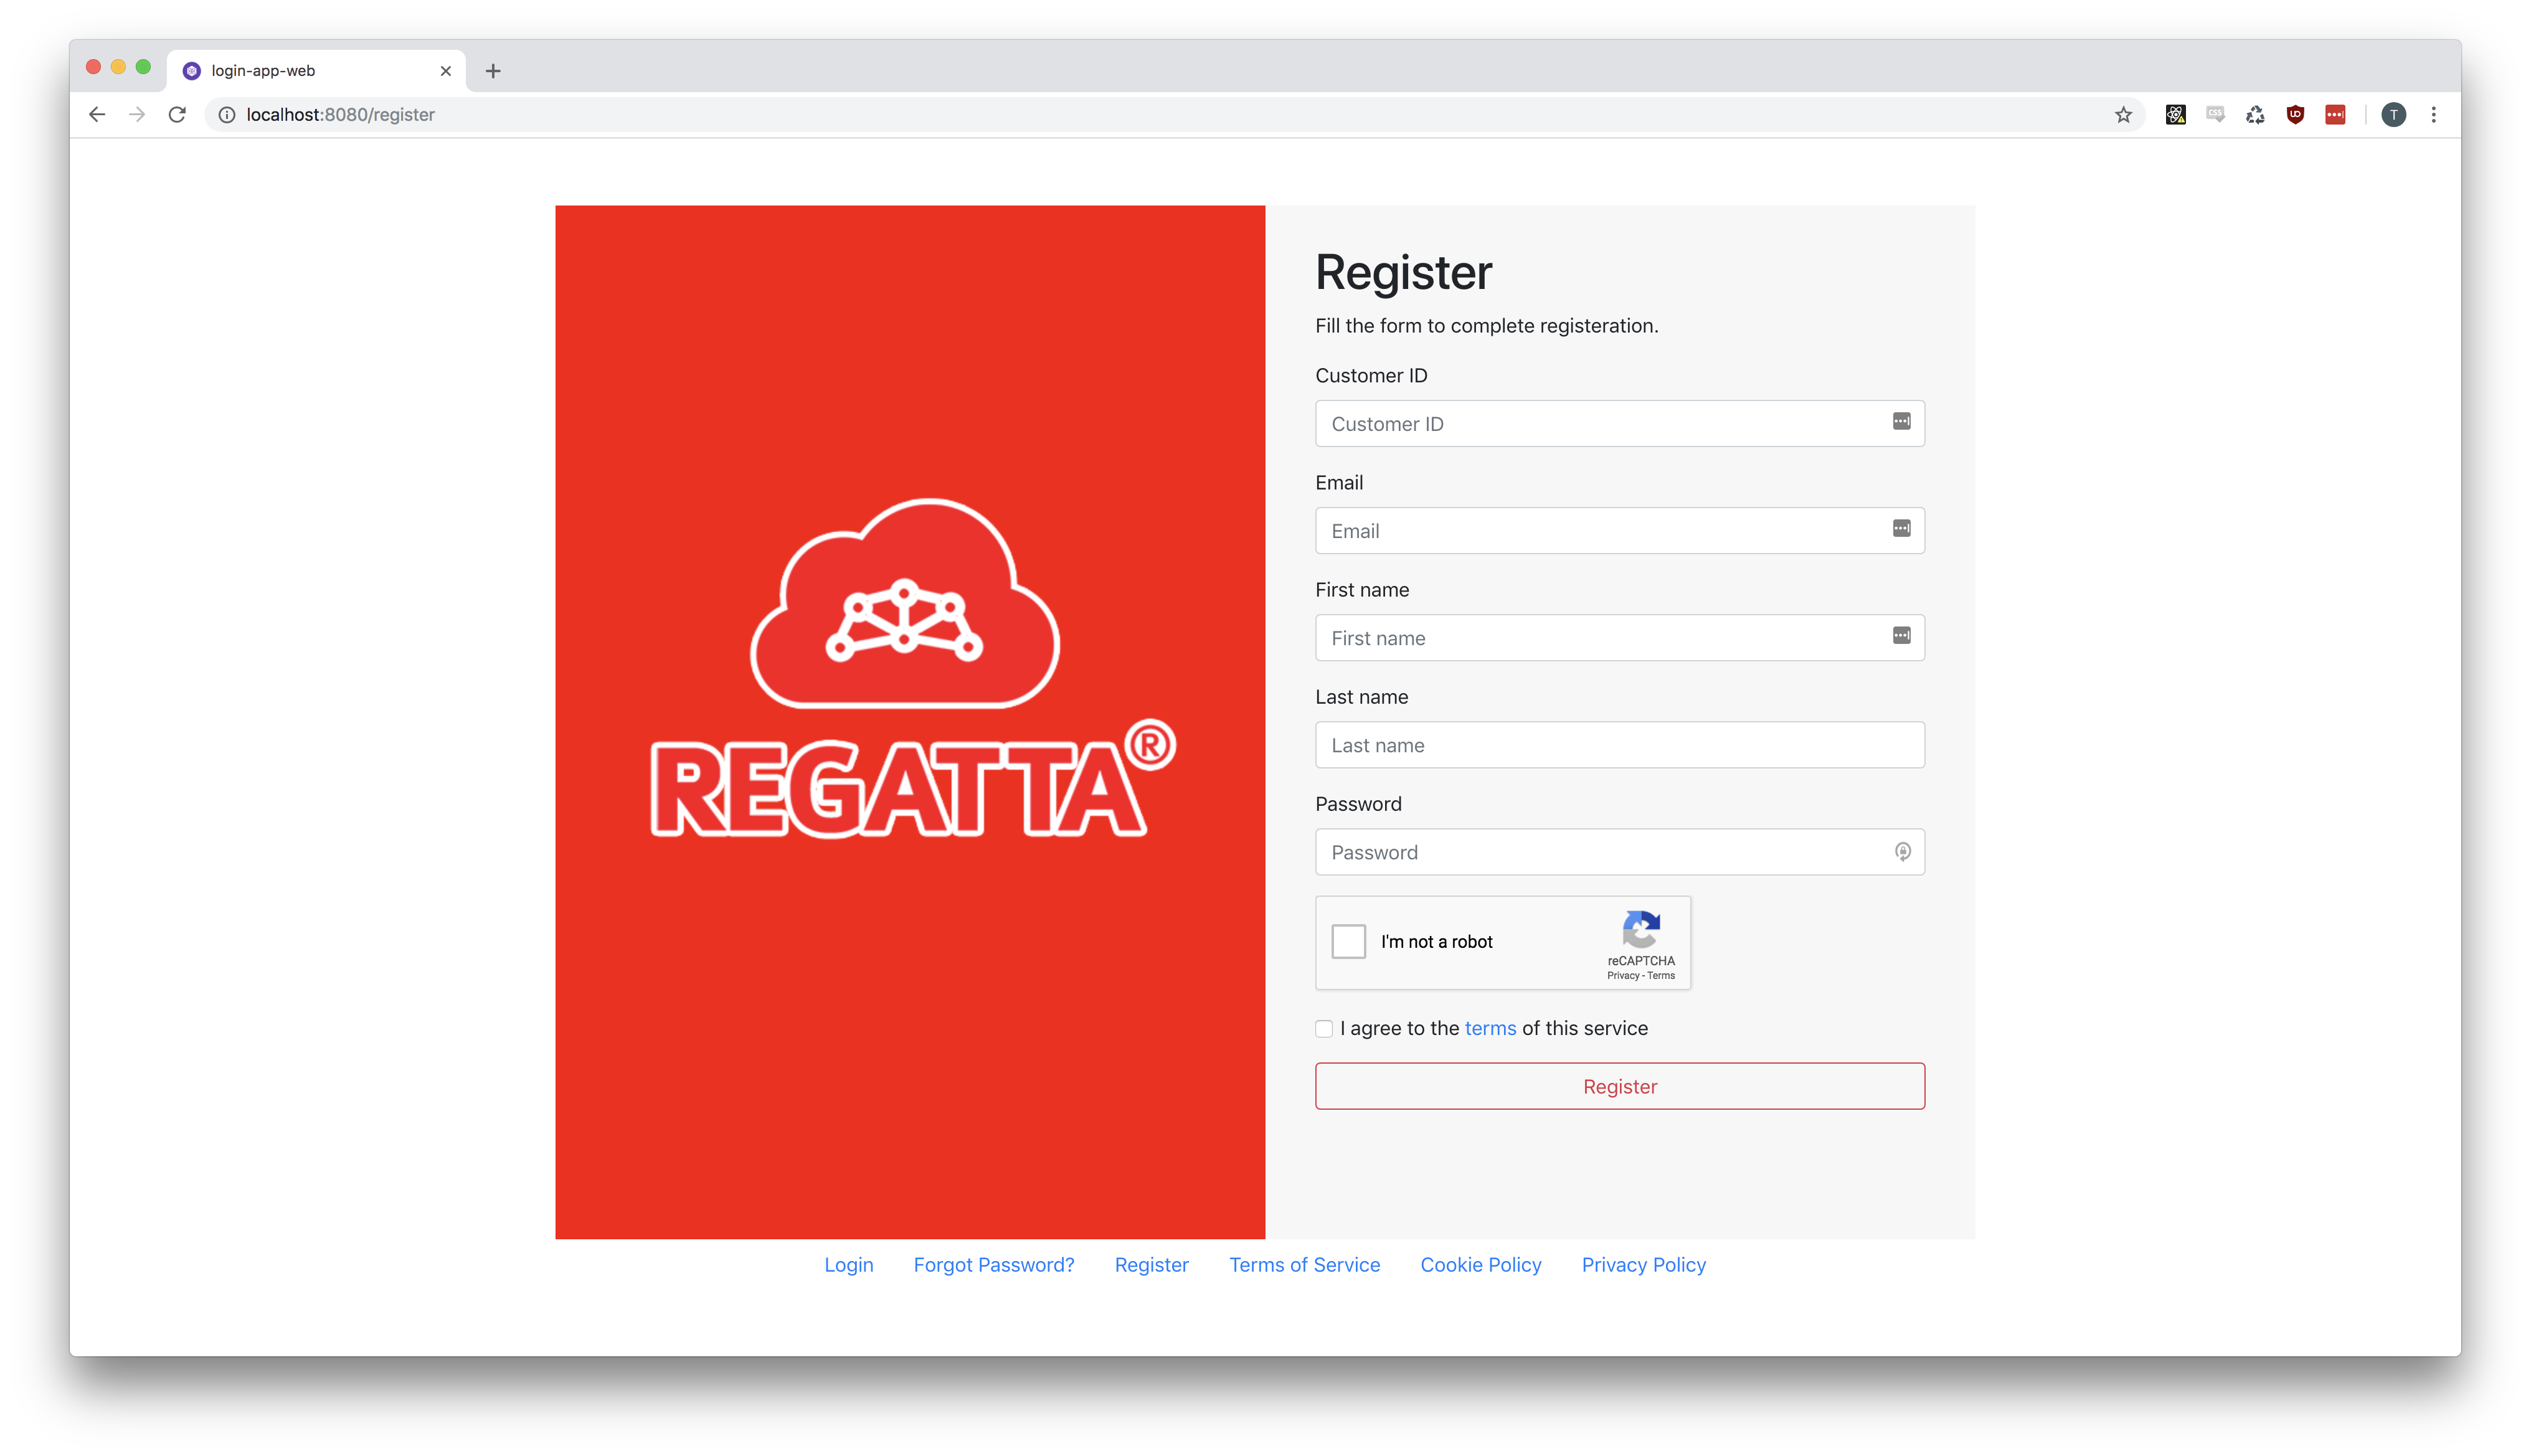 login-app-web
localhost:8080/register
CSS
T
Register
Fill the form to complete registeration.
Customer ID
Customer ID
Email
Email
First name
First name
Last name
Last name
Password
Password
I'm not a robot
reCAPTCHA
Privacy - Terms
I agree to the terms of this service
Register
REGATTA®
Login Forgot Password? Register Terms of Service Cookie Policy Privacy Policy